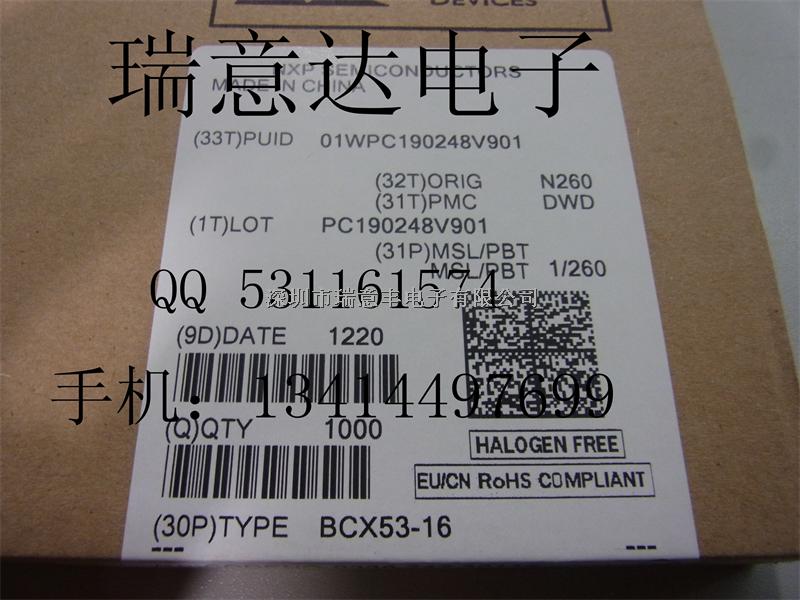 DEVICES
瑞意达电子
NXP SEMICONDUCTORS
MADE IN CHINA
(33T)PUID 01WPC190248V901
(32T)ORIG N260
(31T)PMC DWD
(1T)LOT PC190248V901
(31P)MSL/PBT
MSL/PBT 1/260
QQ 531161574
深圳市瑞意丰电子有限公司
(9D)DATE 1220
手机：13414497699
(Q)QTY 1000
HALOGEN FREE
EU/CN RoHS COMPLIANT
(30P)TYPE BCX53-16